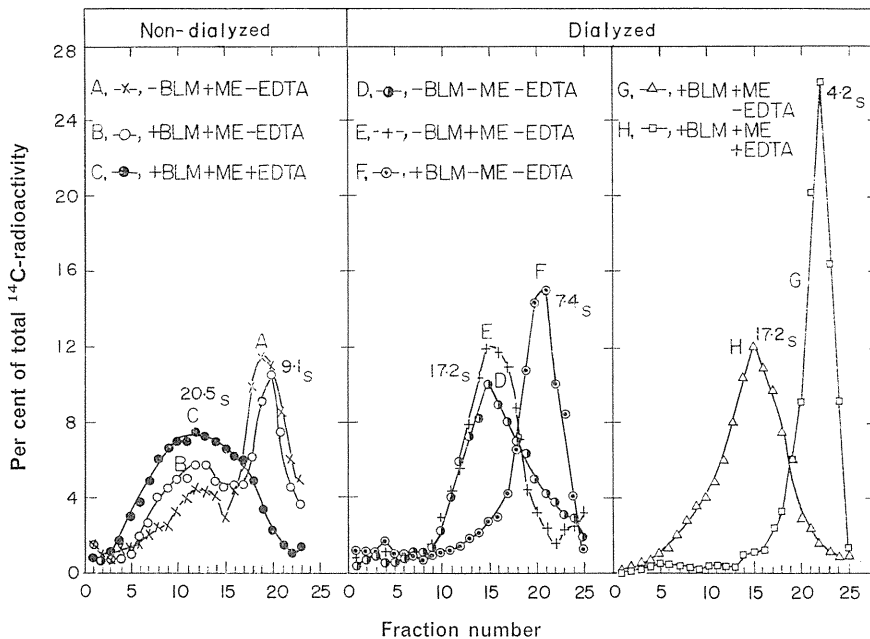 Non-dialyzed
Dialyzed
A, -×-, -BLM+ME-EDTA
B, -○-, +BLM+ME-EDTA
C, -●-, +BLM+ME+EDTA
D, -◑-, -BLM-ME-EDTA
E, -+-, -BLM+ME-EDTA
F, -⊙-, +BLM-ME-EDTA
G, -△-, +BLM+ME
-EDTA
H, -□-, +BLM+ME
+EDTA
4·2 s
28
24
20
16
12
8
4
0
Per cent of total ¹⁴C-radioactivity
A
9·1 s
20·5 s
C
B
F
7·4 s
E
17·2 s
D
G
H
17·2 s
0 5 10 15 20 25
0 5 10 15 20 25
0 5 10 15 20 25
Fraction number